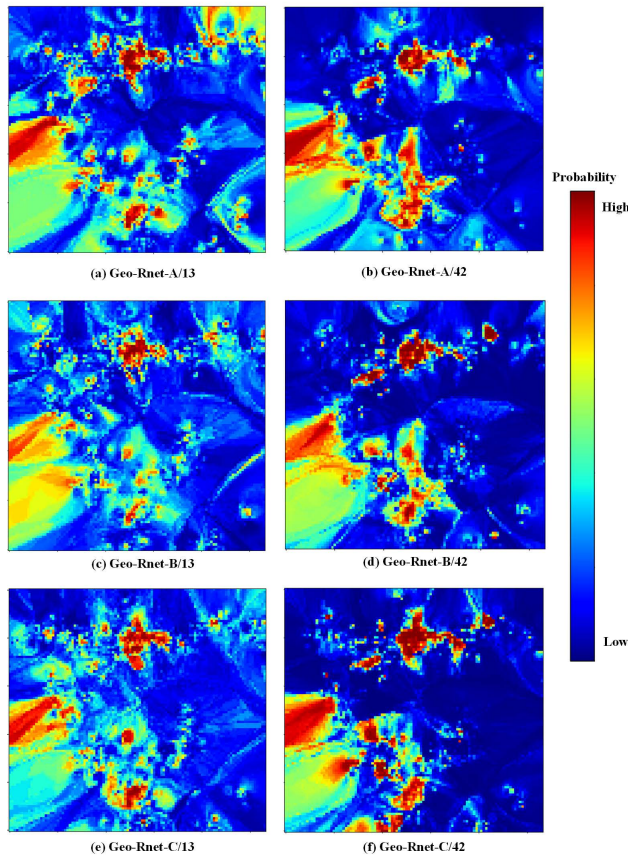 Probability
High
(a) Geo-Rnet-A/13
(b) Geo-Rnet-A/42
(c) Geo-Rnet-B/13
(d) Geo-Rnet-B/42
Low
(e) Geo-Rnet-C/13
(f) Geo-Rnet-C/42